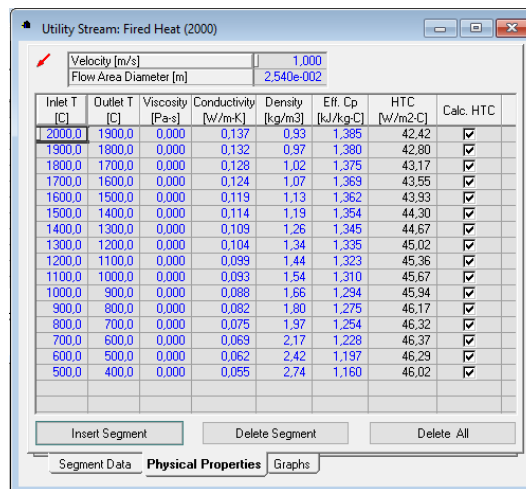 Utility Stream: Fired Heat (2000)
Velocity [m/s] 1,000
Flow Area Diameter [m] 2,540e-002
Inlet T [C] Outlet T [C] Viscosity [Pa-s] Conductivity [W/m-K] Density [kg/m3] Eff. Cp [kJ/kg-C] HTC [W/m2-C] Calc. HTC
2000,0 1900,0 0,000 0,137 0,93 1,385 42,42
1900,0 1800,0 0,000 0,132 0,97 1,380 42,80
1800,0 1700,0 0,000 0,128 1,02 1,375 43,17
1700,0 1600,0 0,000 0,124 1,07 1,369 43,55
1600,0 1500,0 0,000 0,119 1,13 1,362 43,93
1500,0 1400,0 0,000 0,114 1,19 1,354 44,30
1400,0 1300,0 0,000 0,109 1,26 1,345 44,67
1300,0 1200,0 0,000 0,104 1,34 1,335 45,02
1200,0 1100,0 0,000 0,099 1,44 1,323 45,36
1100,0 1000,0 0,000 0,093 1,54 1,310 45,67
1000,0 900,0 0,000 0,088 1,66 1,294 45,94
900,0 800,0 0,000 0,082 1,80 1,275 46,17
800,0 700,0 0,000 0,075 1,97 1,254 46,32
700,0 600,0 0,000 0,069 2,17 1,228 46,37
600,0 500,0 0,000 0,062 2,42 1,197 46,29
500,0 400,0 0,000 0,055 2,74 1,160 46,02
Insert Segment Delete Segment Delete All
Segment Data Physical Properties Graphs